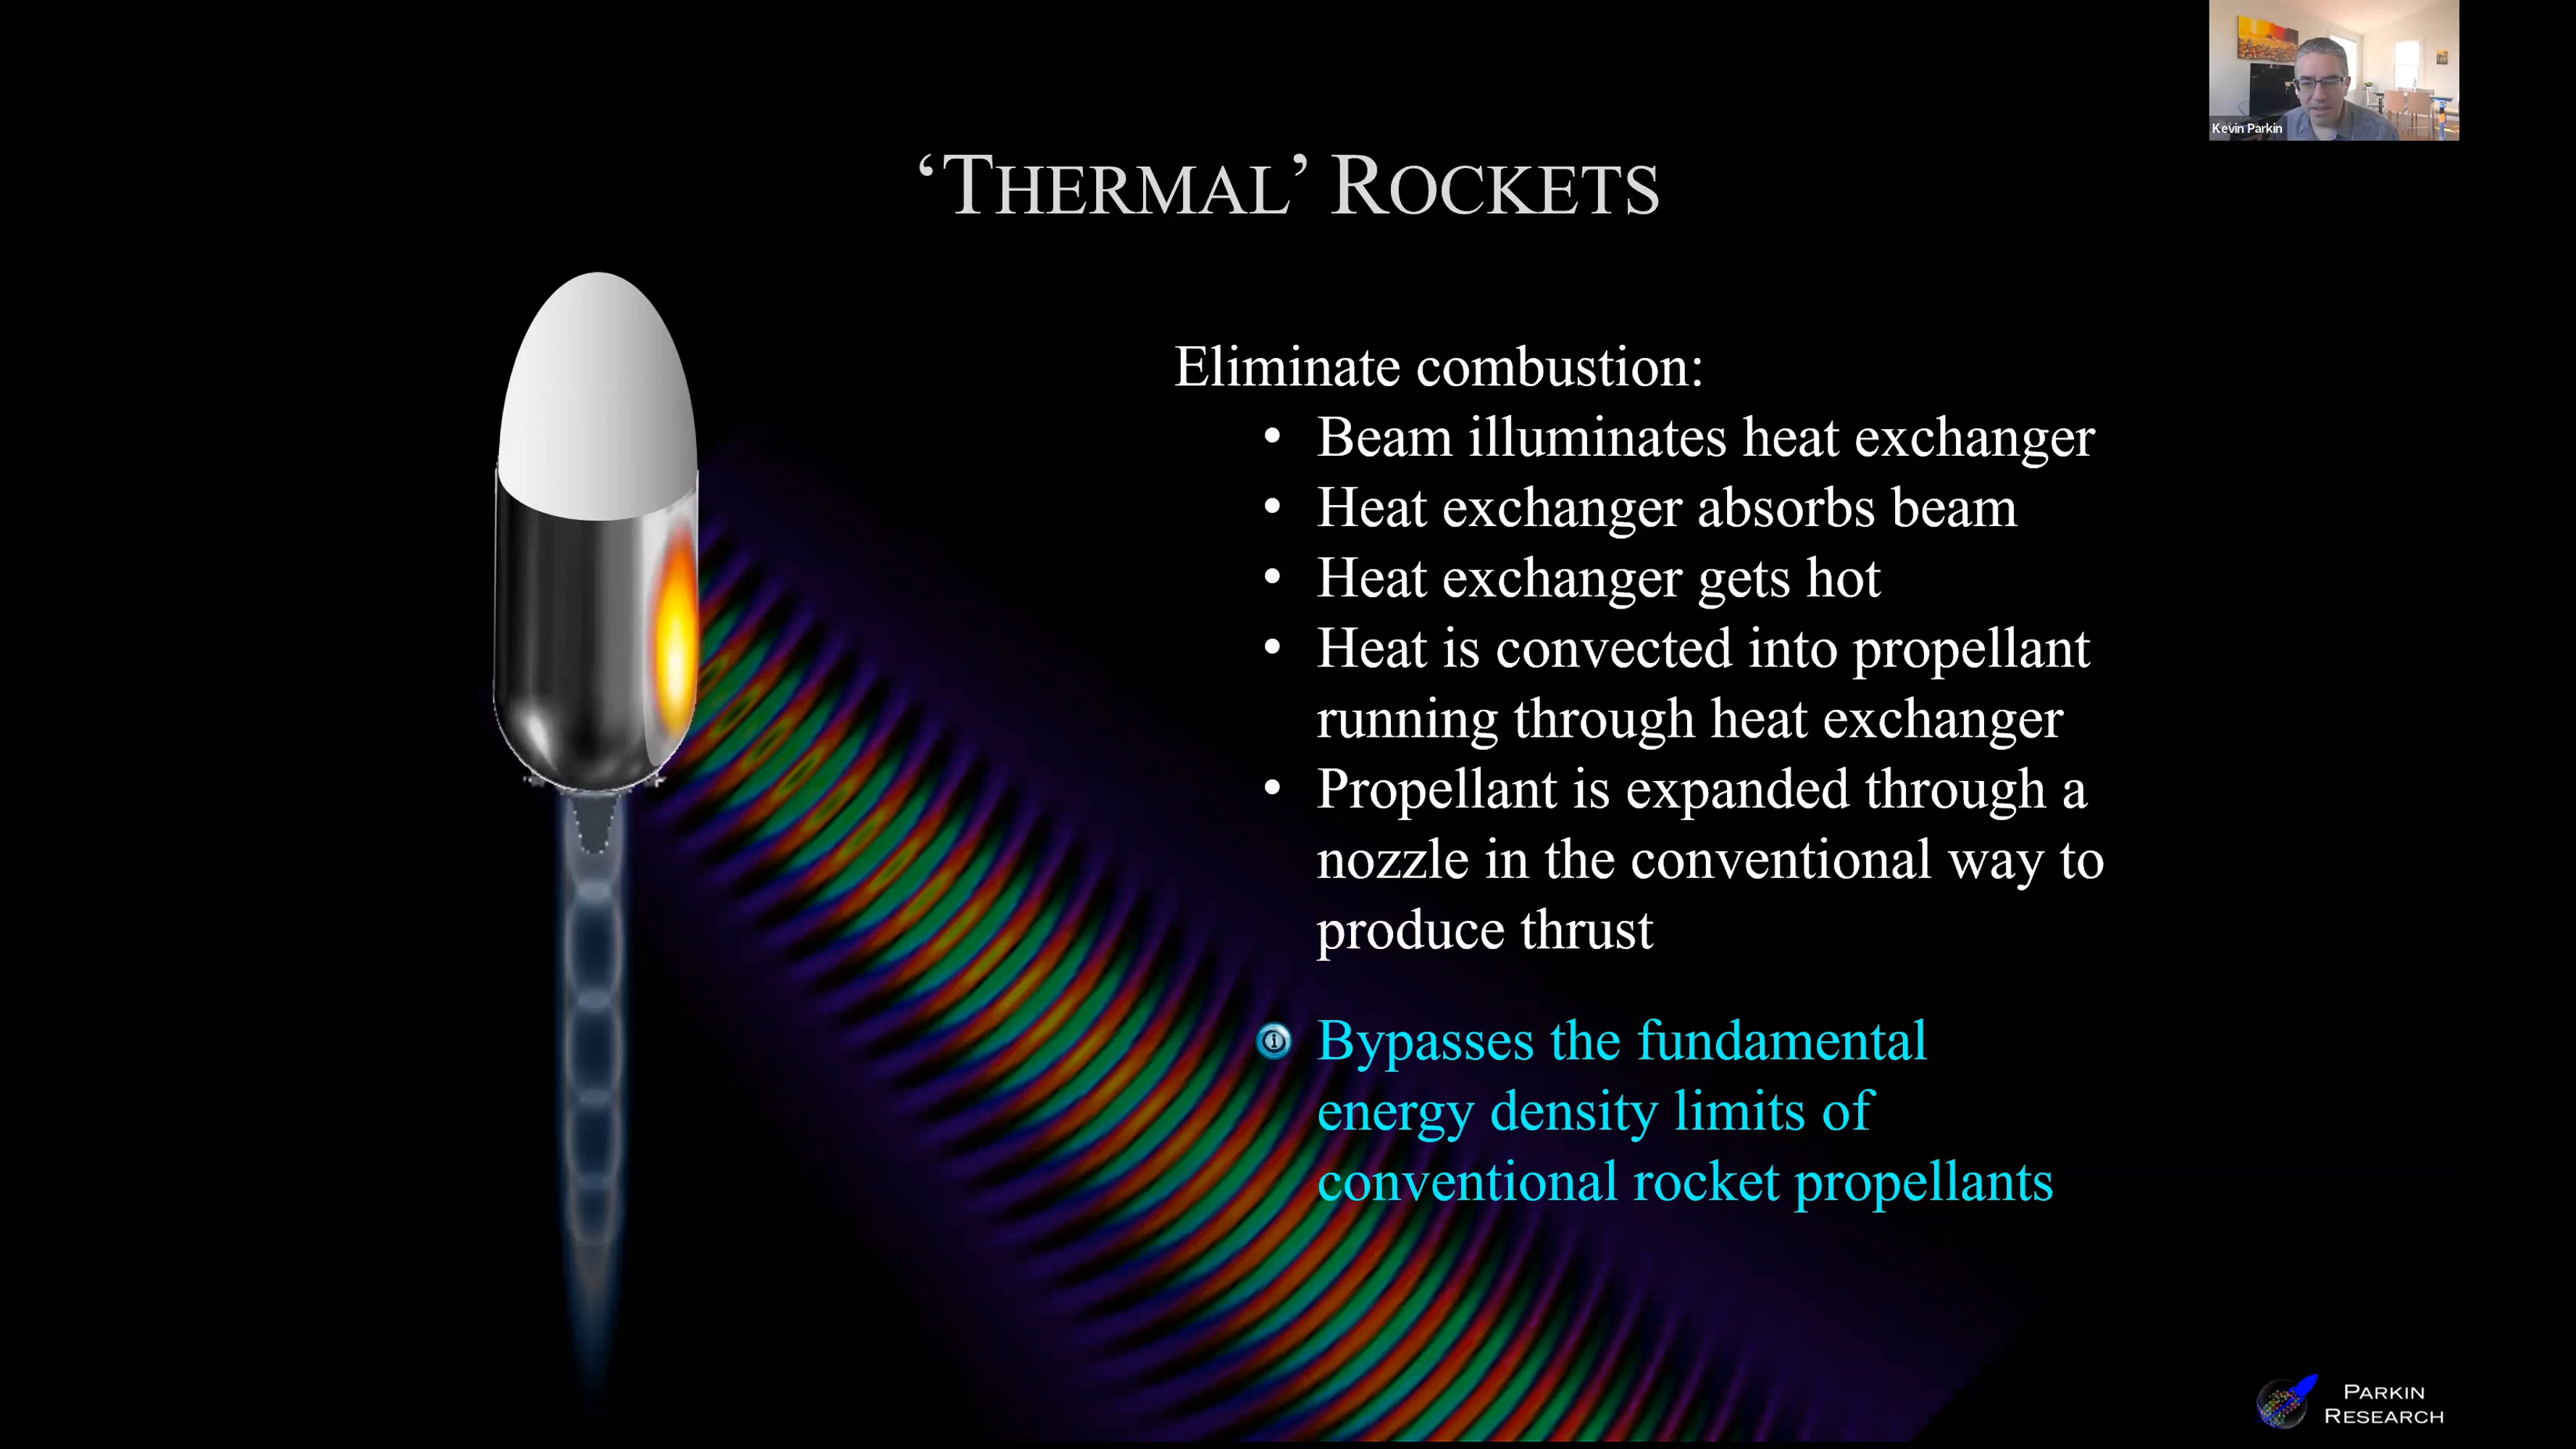 Kevin Parkin
‘THERMAL’ ROCKETS
Eliminate combustion:
• Beam illuminates heat exchanger
• Heat exchanger absorbs beam
• Heat exchanger gets hot
• Heat is convected into propellant
running through heat exchanger
• Propellant is expanded through a
nozzle in the conventional way to
produce thrust
i Bypasses the fundamental
energy density limits of
conventional rocket propellants
PARKIN
RESEARCH